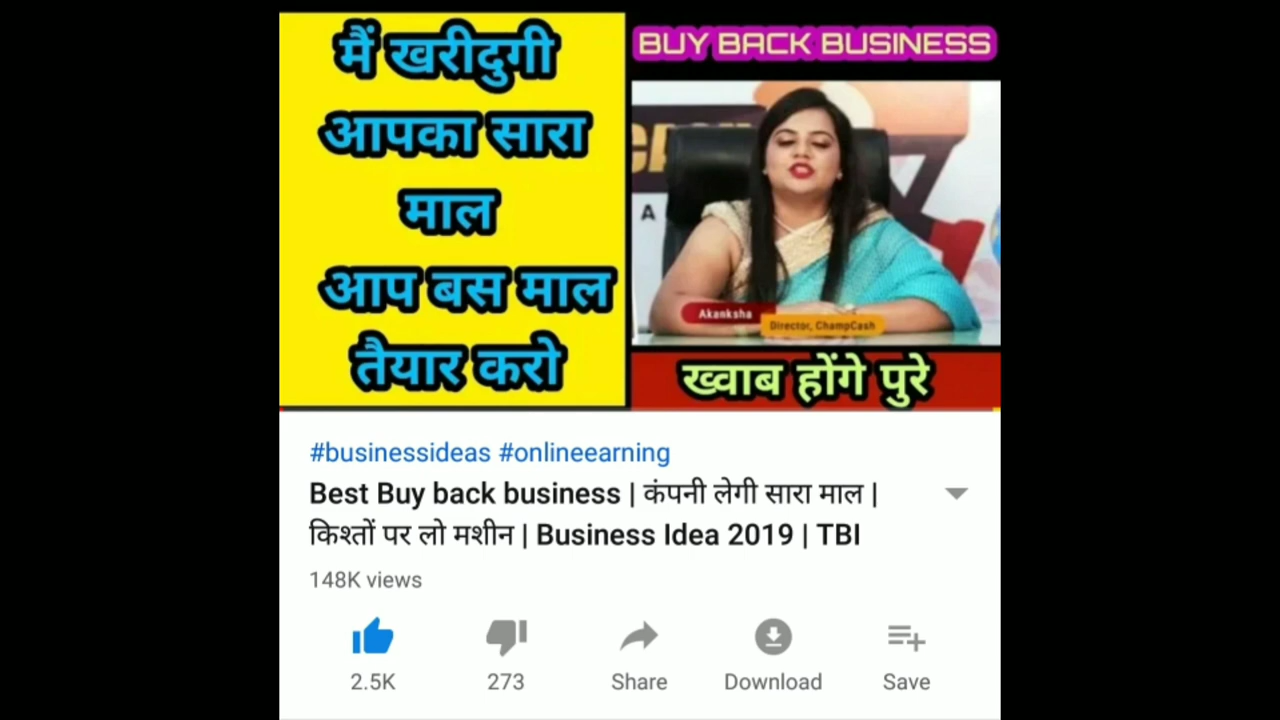 मैं खरीदुगी
आपका सारा
माल
आप बस माल
तैयार करो
BUY BACK BUSINESS
A
Akanksha
Director, ChampCash
ख्वाब होंगे पुरे
#businessideas #onlineearning
Best Buy back business | कंपनी लेगी सारा माल |
किश्तों पर लो मशीन | Business Idea 2019 | TBI
148K views
2.5K
273
Share
Download
Save